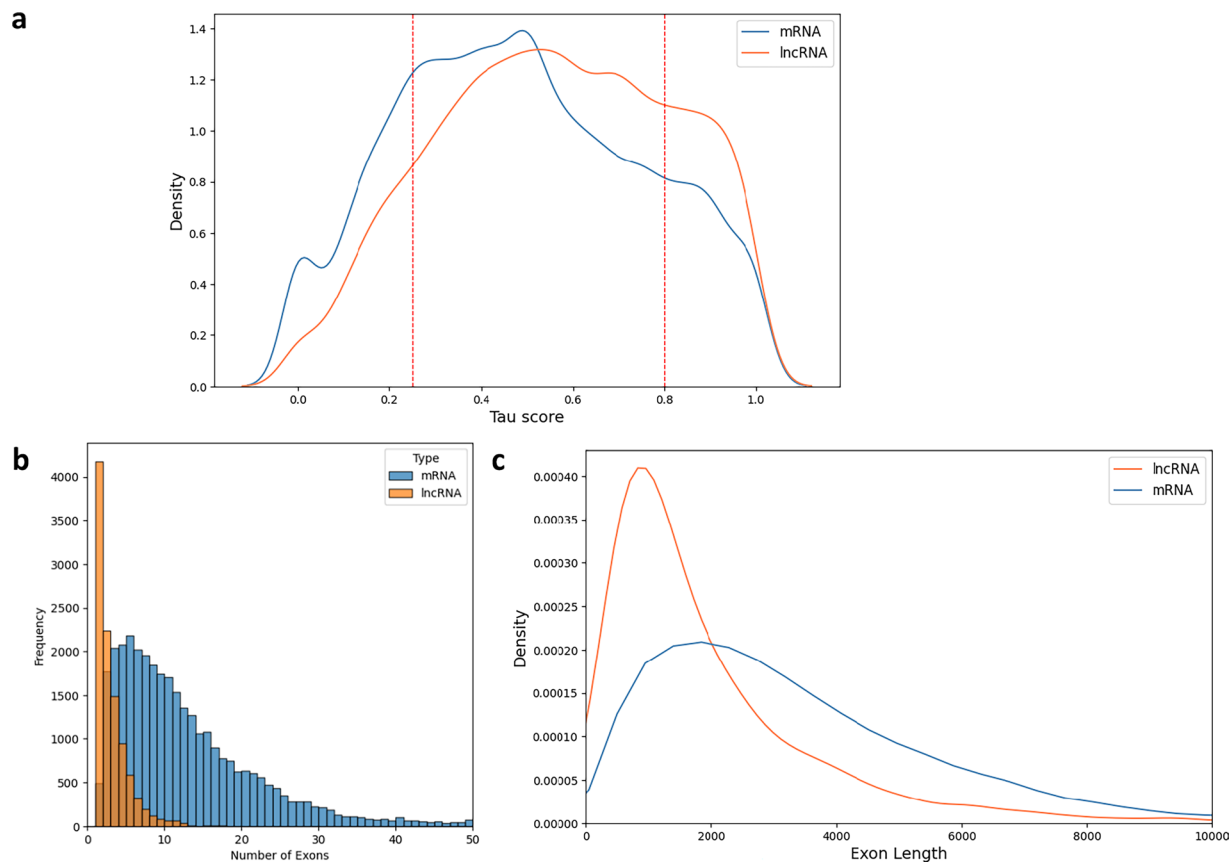 a
1.4
1.2
1.0
0.8
0.6
0.4
0.2
0.0
Density
0.0 0.2 0.4 0.6 0.8 1.0
Tau score
mRNA
lncRNA
b
4000
3500
3000
2500
2000
1500
1000
500
0
Frequency
0 10 20 30 40 50
Number of Exons
Type
mRNA
lncRNA
c
0.00040
0.00035
0.00030
0.00025
0.00020
0.00015
0.00010
0.00005
0.00000
Density
0 2000 4000 6000 8000 10000
Exon Length
lncRNA
mRNA